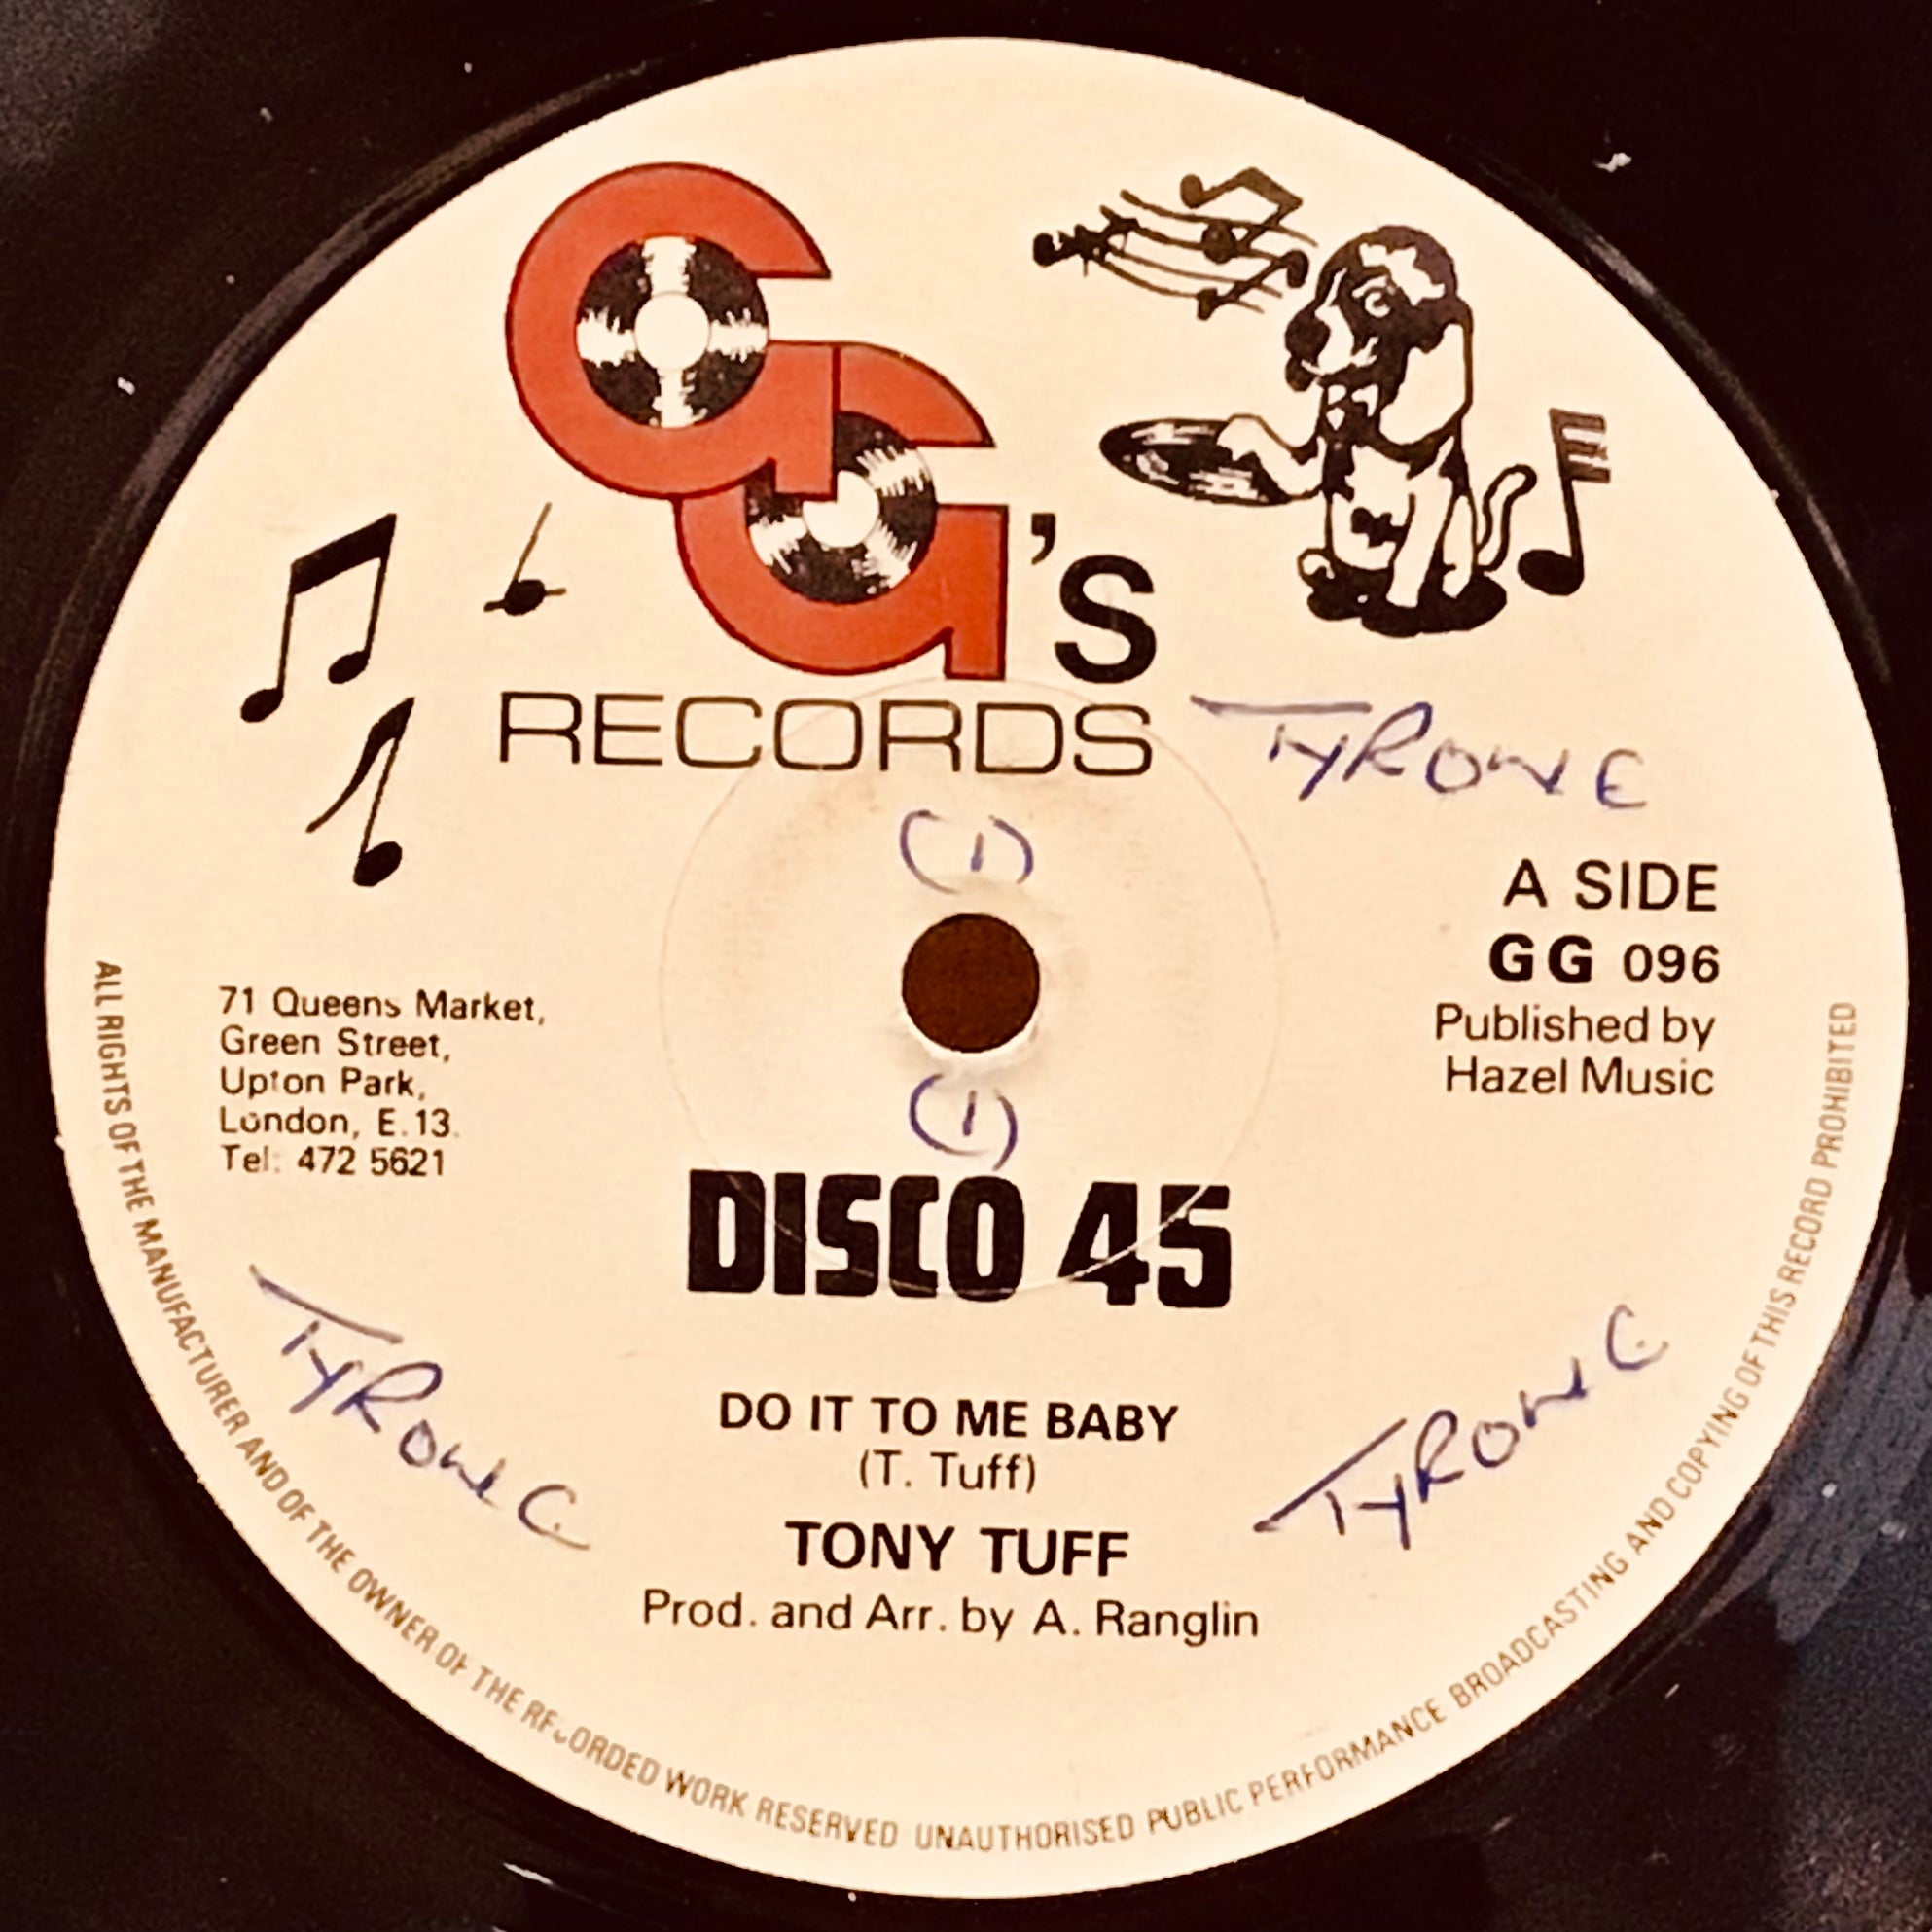 GG's
RECORDS
TYRONE
(1)
A SIDE
GG 096
Published by
Hazel Music
71 Queens Market,
Green Street,
Upton Park,
London, E.13.
Tel: 472 5621
(1)
DISCO 45
TYRONE
TYRONE
DO IT TO ME BABY
(T. Tuff)
TONY TUFF
Prod. and Arr. by A. Ranglin
ALL RIGHTS OF THE MANUFACTURER AND OF THE OWNER OF THE RECORDED WORK RESERVED UNAUTHORISED PUBLIC PERFORMANCE BROADCASTING AND COPYING OF THIS RECORD PROHIBITED